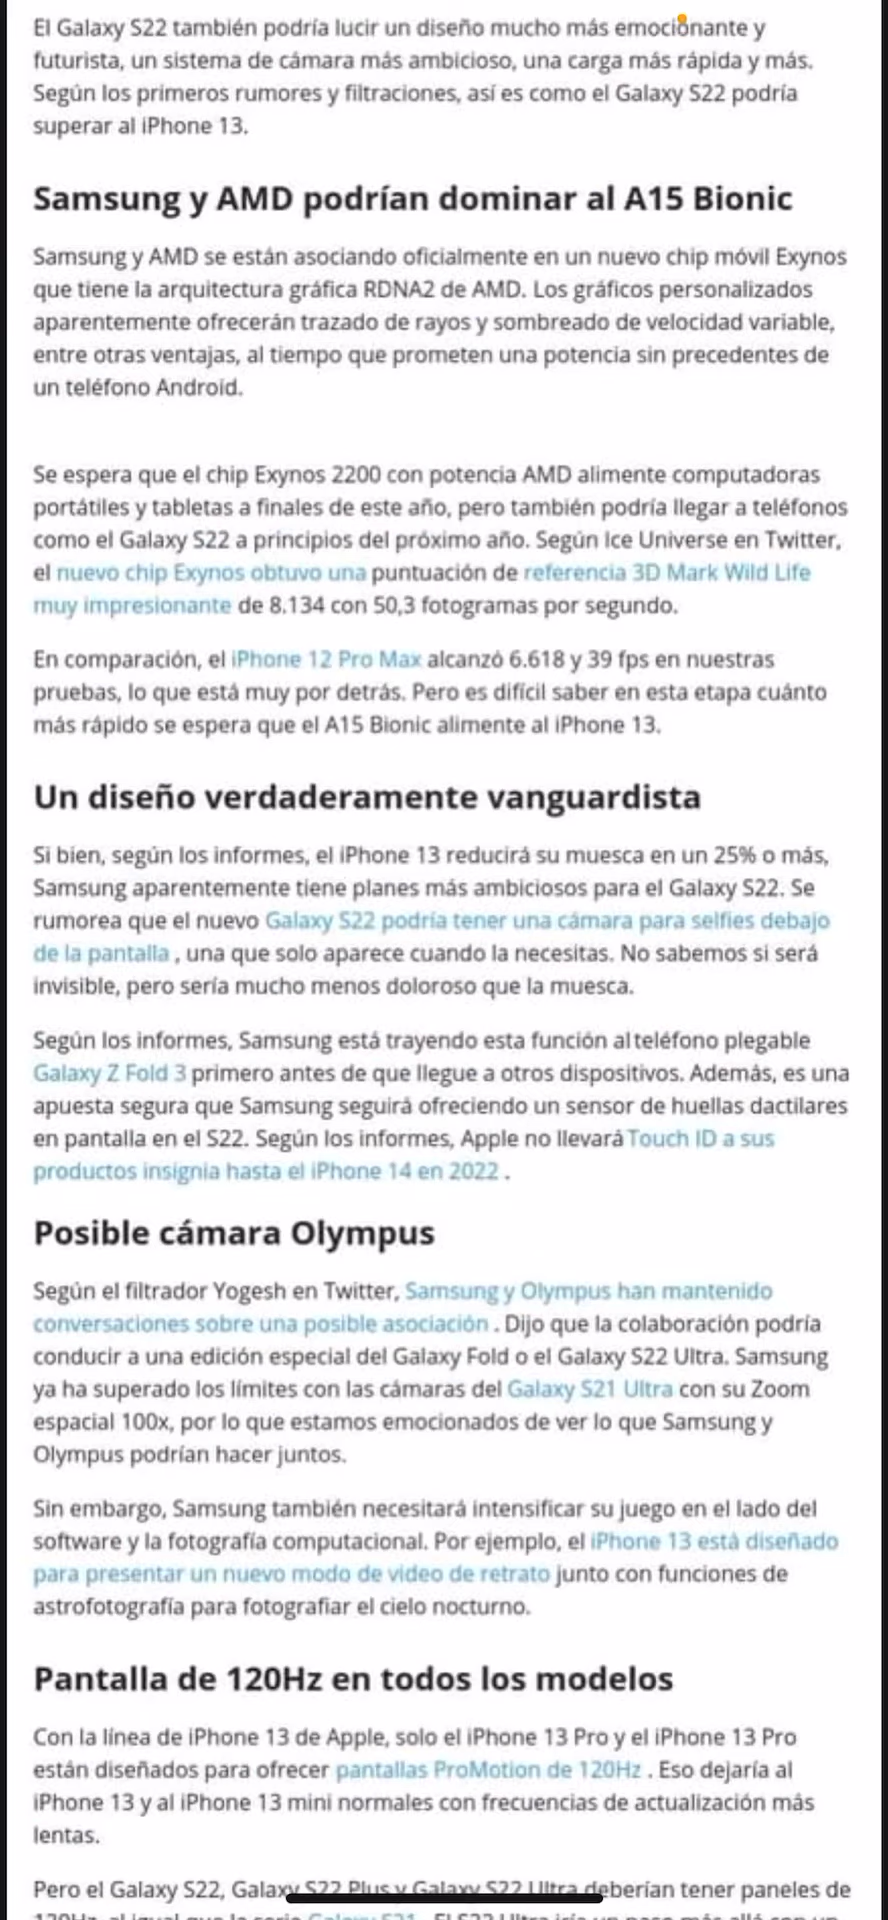 El Galaxy S22 también podría lucir un diseño mucho más emocionante y
futurista, un sistema de cámara más ambicioso, una carga más rápida y más.
Según los primeros rumores y filtraciones, así es como el Galaxy S22 podría
superar al iPhone 13.
Samsung y AMD podrían dominar al A15 Bionic
Samsung y AMD se están asociando oficialmente en un nuevo chip móvil Exynos
que tiene la arquitectura gráfica RDNA2 de AMD. Los gráficos personalizados
aparentemente ofrecerán trazado de rayos y sombreado de velocidad variable,
entre otras ventajas, al tiempo que prometen una potencia sin precedentes de
un teléfono Android.
Se espera que el chip Exynos 2200 con potencia AMD alimente computadoras
portátiles y tabletas a finales de este año, pero también podría llegar a teléfonos
como el Galaxy S22 a principios del próximo año. Según Ice Universe en Twitter,
el nuevo chip Exynos obtuvo una puntuación de referencia 3D Mark Wild Life
muy impresionante de 8.134 con 50,3 fotogramas por segundo.
En comparación, el iPhone 12 Pro Max alcanzó 6.618 y 39 fps en nuestras
pruebas, lo que está muy por detrás. Pero es difícil saber en esta etapa cuánto
más rápido se espera que el A15 Bionic alimente al iPhone 13.
Un diseño verdaderamente vanguardista
Si bien, según los informes, el iPhone 13 reducirá su muesca en un 25% o más,
Samsung aparentemente tiene planes más ambiciosos para el Galaxy S22. Se
rumorea que el nuevo Galaxy S22 podría tener una cámara para selfies debajo
de la pantalla , una que solo aparece cuando la necesitas. No sabemos si será
invisible, pero sería mucho menos doloroso que la muesca.
Según los informes, Samsung está trayendo esta función al teléfono plegable
Galaxy Z Fold 3 primero antes de que llegue a otros dispositivos. Además, es una
apuesta segura que Samsung seguirá ofreciendo un sensor de huellas dactilares
en pantalla en el S22. Según los informes, Apple no llevará Touch ID a sus
productos insignia hasta el iPhone 14 en 2022 .
Posible cámara Olympus
Según el filtrador Yogesh en Twitter, Samsung y Olympus han mantenido
conversaciones sobre una posible asociación . Dijo que la colaboración podría
conducir a una edición especial del Galaxy Fold o el Galaxy S22 Ultra. Samsung
ya ha superado los límites con las cámaras del Galaxy S21 Ultra con su Zoom
espacial 100x, por lo que estamos emocionados de ver lo que Samsung y
Olympus podrían hacer juntos.
Sin embargo, Samsung también necesitará intensificar su juego en el lado del
software y la fotografía computacional. Por ejemplo, el iPhone 13 está diseñado
para presentar un nuevo modo de video de retrato junto con funciones de
astrofotografía para fotografiar el cielo nocturno.
Pantalla de 120Hz en todos los modelos
Con la línea de iPhone 13 de Apple, solo el iPhone 13 Pro y el iPhone 13 Pro
están diseñados para ofrecer pantallas ProMotion de 120Hz . Eso dejaría al
iPhone 13 y al iPhone 13 mini normales con frecuencias de actualización más
lentas.
Pero el Galaxy S22, Galaxy S22 Plus y Galaxy S22 Ultra deberían tener paneles de